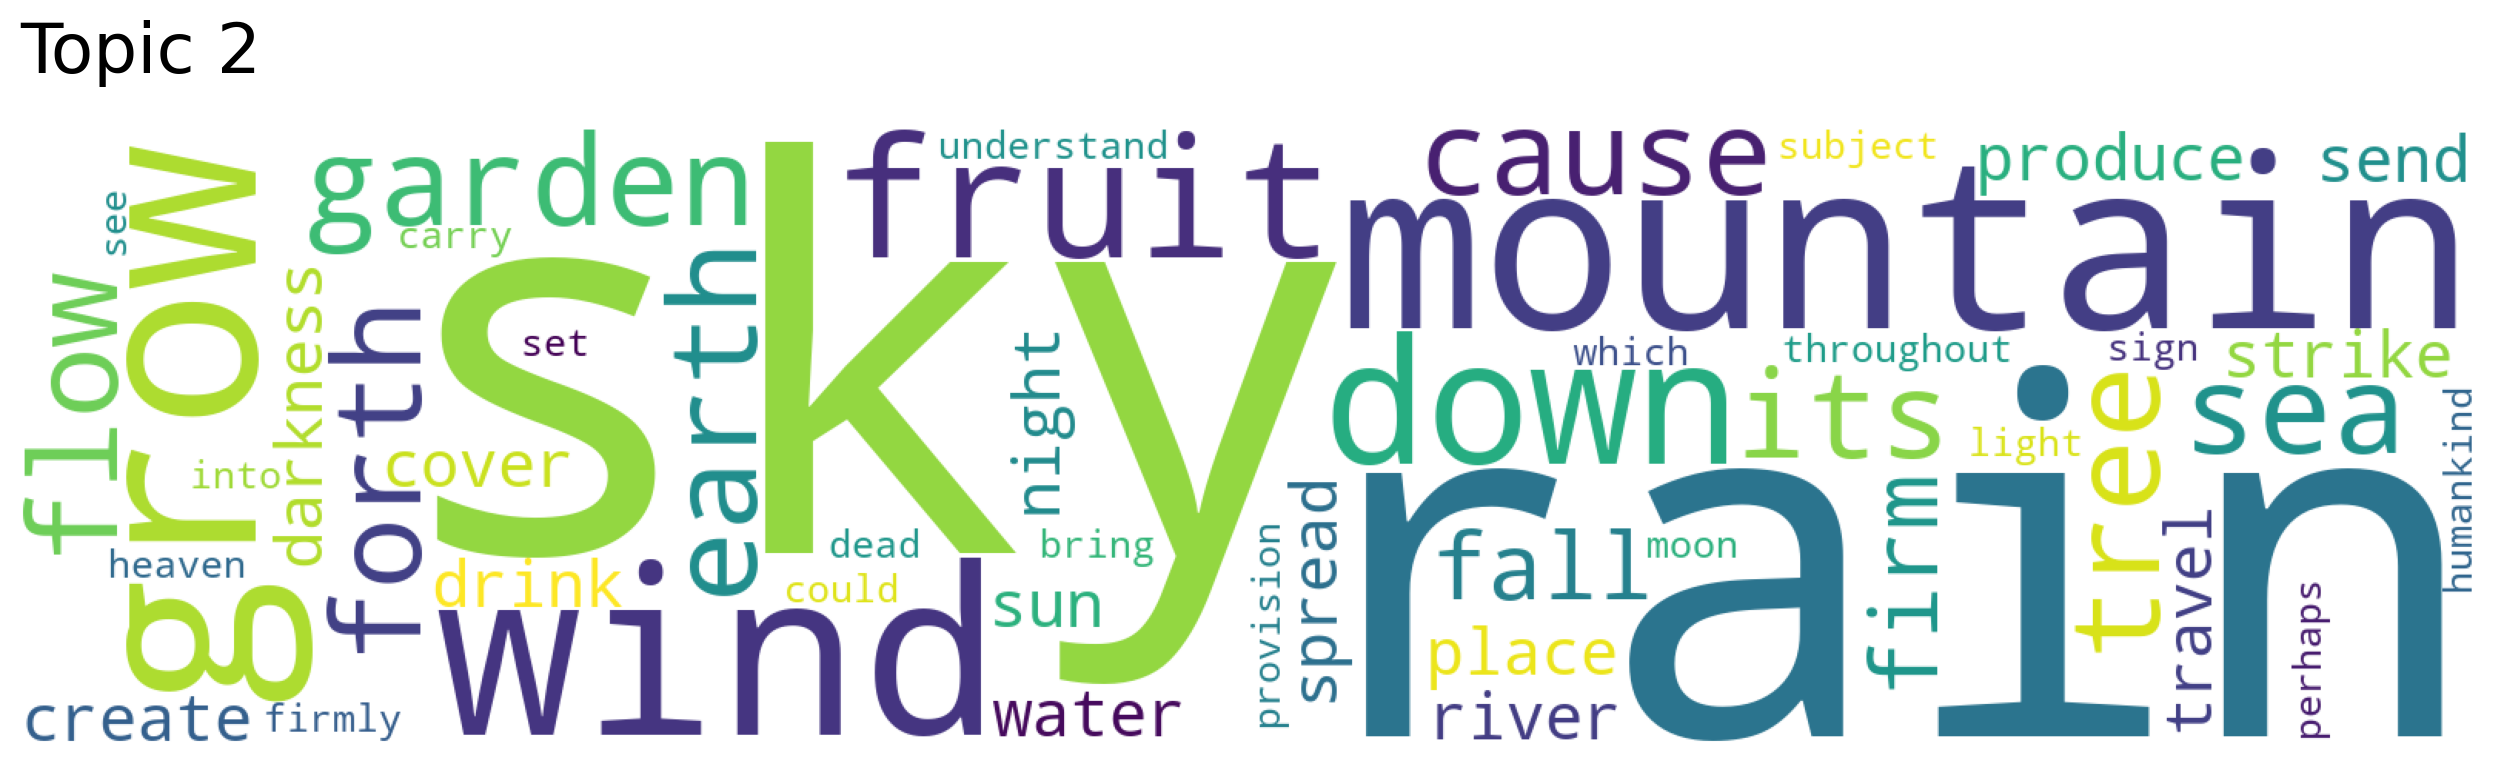 Topic 2
understand
cause
subject
produce
send
garden
fruit
mountain
see
grow
carry
flow
earth
sky
darkness
forth
set
night
which
throughout
sign
strike
down
its
tree
sea
light
humankind
into
cover
rain
firm
spread
heaven
dead
bring
fall
moon
travel
provision
drink
could
wind
sun
place
perhaps
create
firmly
water
river